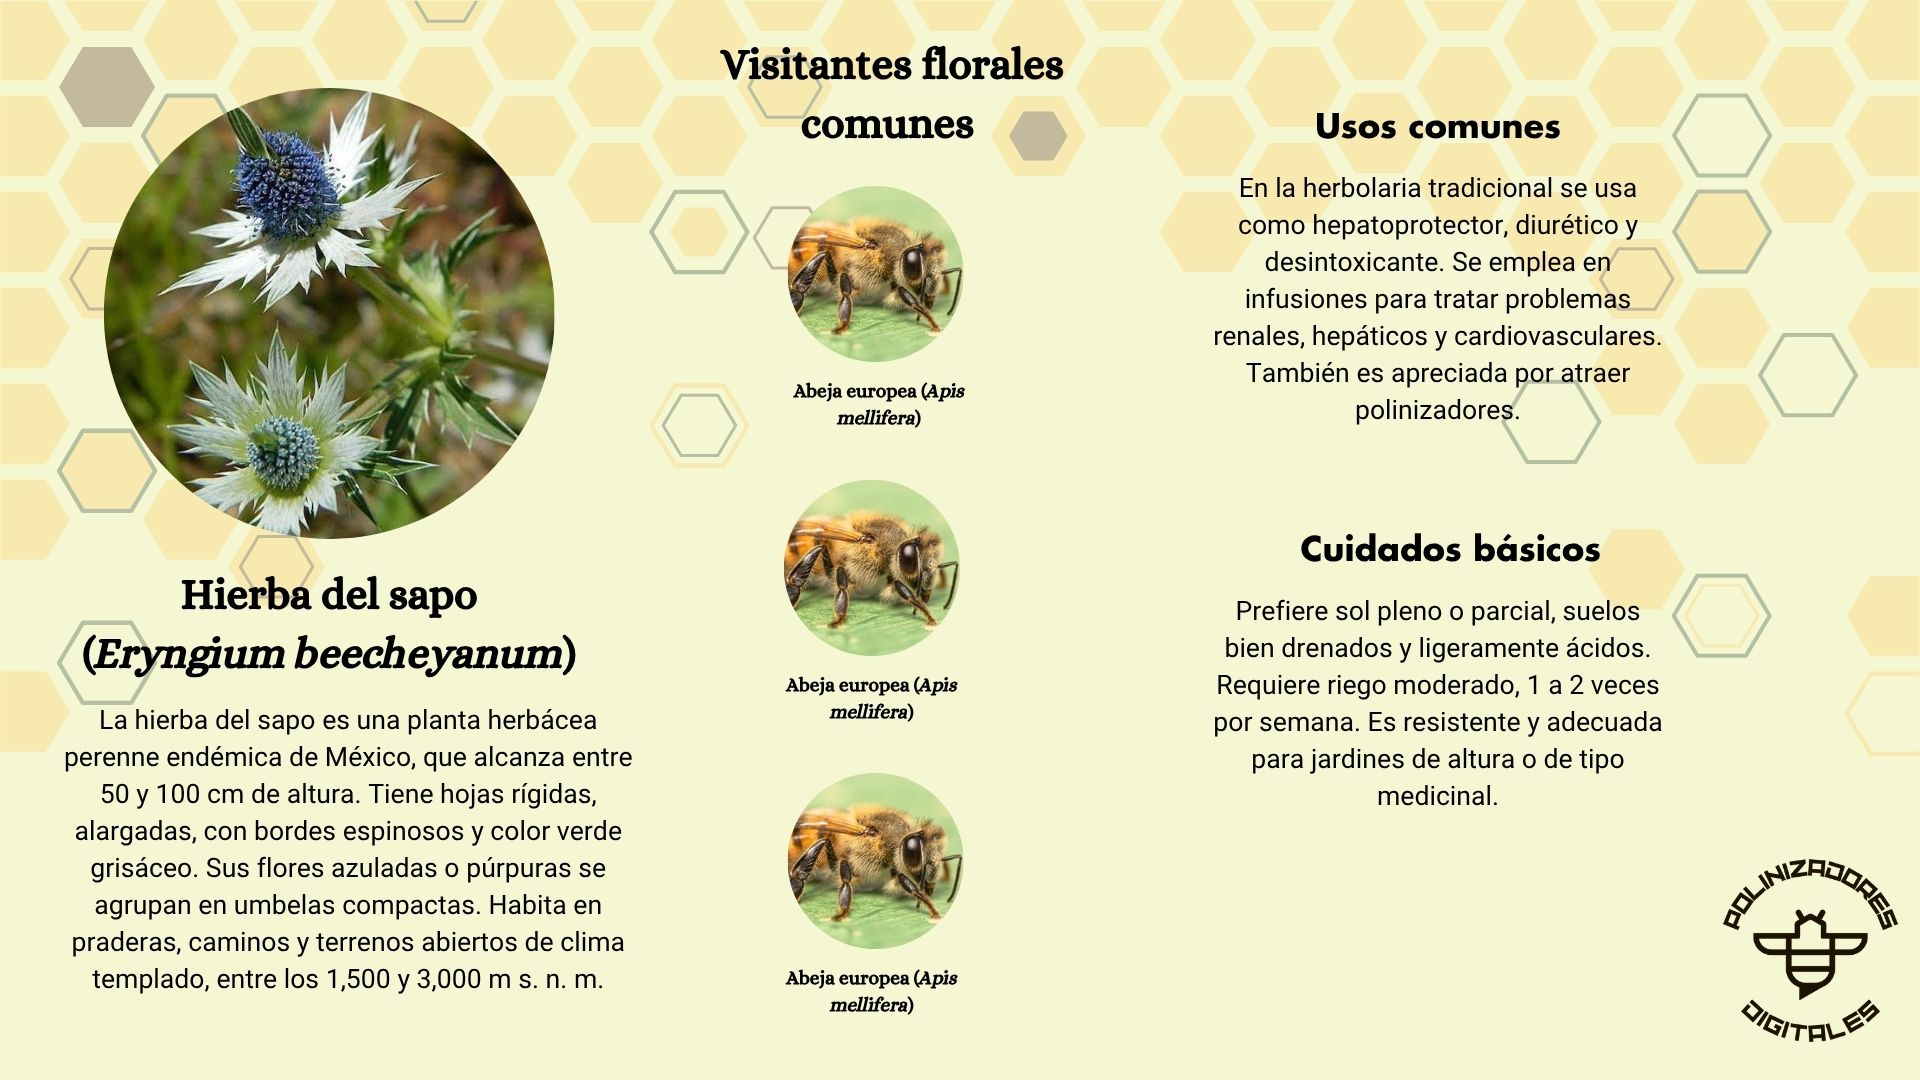 Hierba del sapo
(Eryngium beecheyanum)
La hierba del sapo es una planta herbácea
perenne endémica de México, que alcanza entre
50 y 100 cm de altura. Tiene hojas rígidas,
alargadas, con bordes espinosos y color verde
grisáceo. Sus flores azuladas o púrpuras se
agrupan en umbelas compactas. Habita en
praderas, caminos y terrenos abiertos de clima
templado, entre los 1,500 y 3,000 m s. n. m.
Visitantes florales
comunes
Abeja europea (Apis
mellifera)
Abeja europea (Apis
mellifera)
Abeja europea (Apis
mellifera)
Usos comunes
En la herbolaria tradicional se usa
como hepatoprotector, diurético y
desintoxicante. Se emplea en
infusiones para tratar problemas
renales, hepáticos y cardiovasculares.
También es apreciada por atraer
polinizadores.
Cuidados básicos
Prefiere sol pleno o parcial, suelos
bien drenados y ligeramente ácidos.
Requiere riego moderado, 1 a 2 veces
por semana. Es resistente y adecuada
para jardines de altura o de tipo
medicinal.
POLINIZADORES
DIGITALES